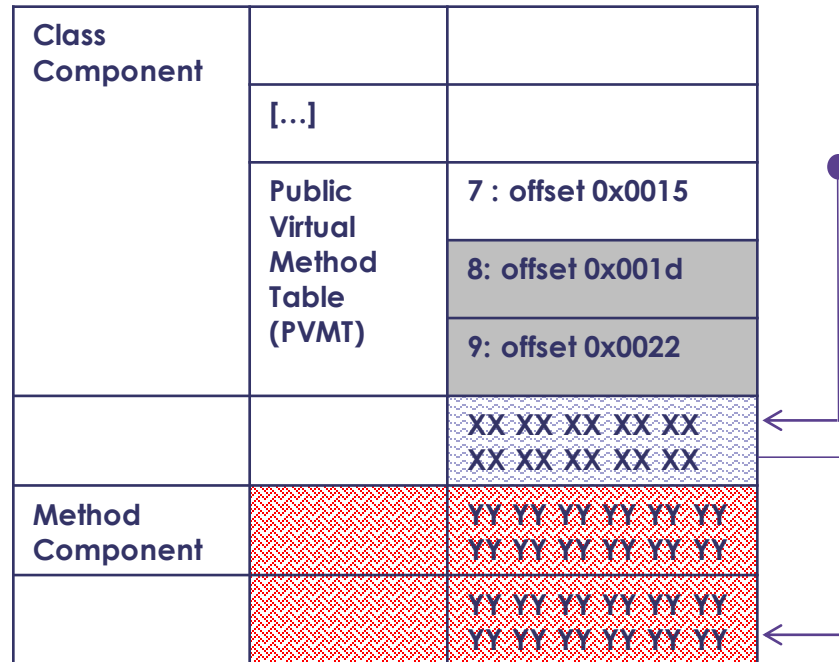 Class
Component
[...]
Public
Virtual
Method
Table
(PVMT)
7 : offset 0x0015
8: offset 0x001d
9: offset 0x0022
XX XX XX XX XX
XX XX XX XX XX
Method
Component
YY YY YY YY YY YY
YY YY YY YY YY YY
YY YY YY YY YY YY
YY YY YY YY YY YY